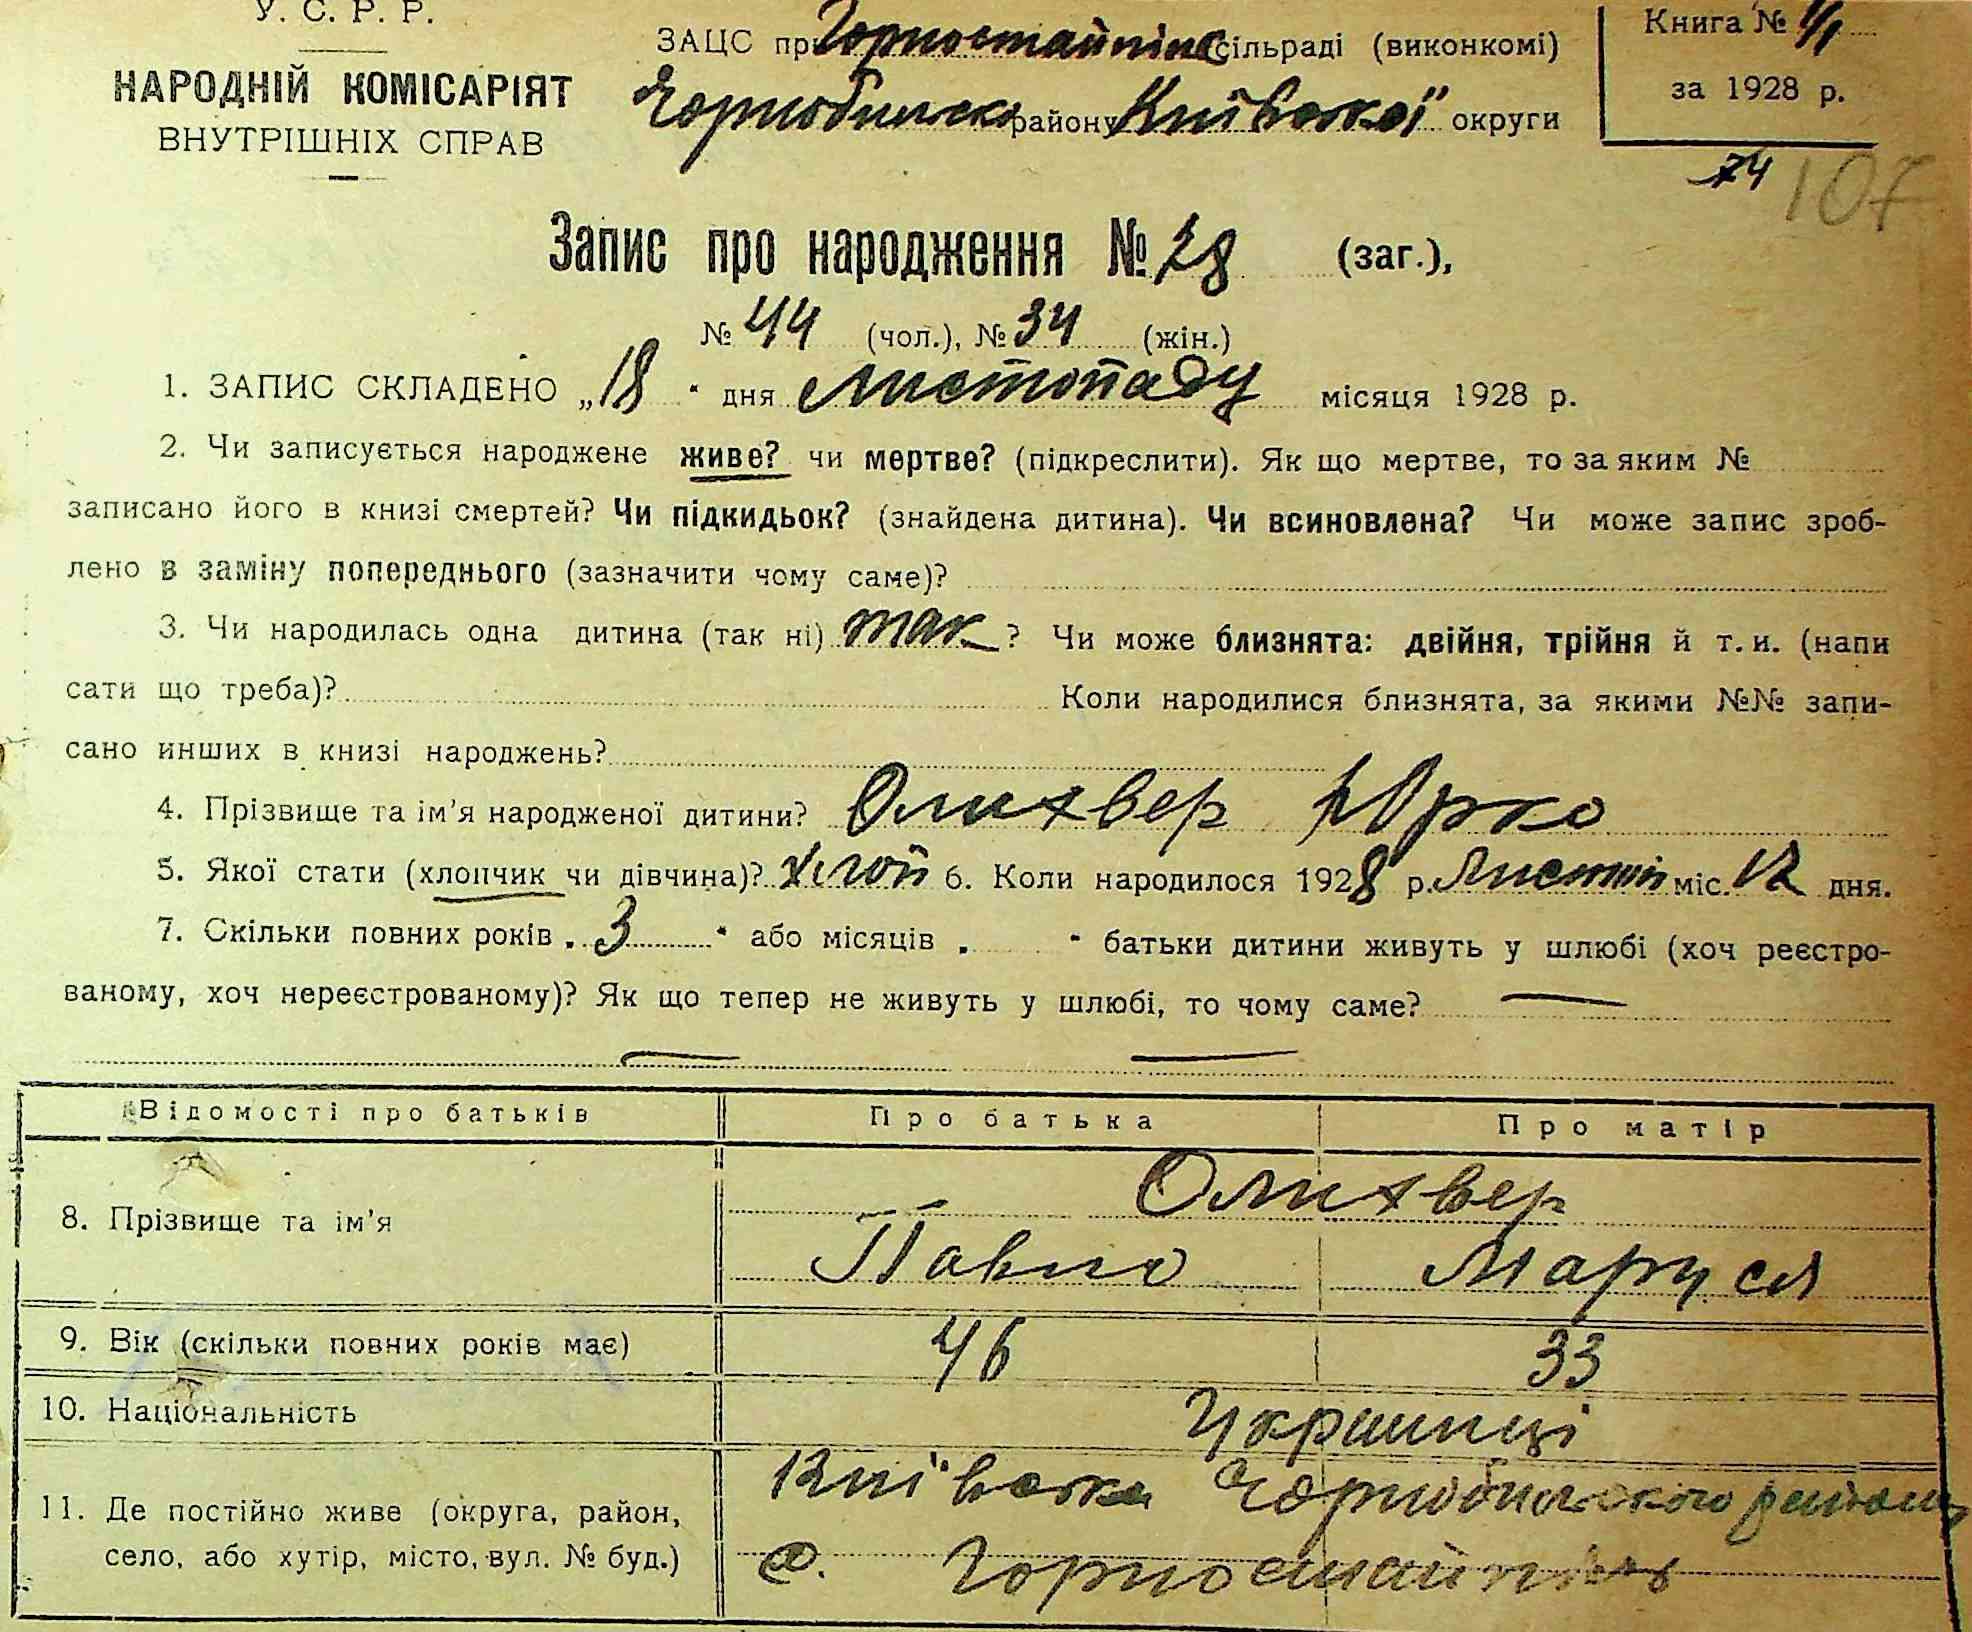 У. С. Р. Р.
НАРОДНІЙ КОМІСАРІЯТ
ВНУТРІШНІХ СПРАВ
ЗАЦС при Горностайпіль сільраді (виконкомі)
Чорнобильськ району Київської округи
Книга №
за 1928 р.
74 107
Запис про народження № 78 (заг.),
№ 44 (чол.), № 34 (жін.)
1. ЗАПИС СКЛАДЕНО „18" дня Листопаду місяця 1928 р.
2. Чи записується народжене живе? чи мертве? (підкреслити). Як що мертве, то за яким №
записано його в книзі смертей? Чи підкидьок? (знайдена дитина). Чи всиновлена? Чи може запис зроб-
лено в заміну попереднього (зазначити чому саме)?
3. Чи народилась одна дитина (так ні) так? Чи може близнята: двійня, трійня й т. и. (напи
сати що треба)? Коли народилися близнята, за якими №№ запи-
сано инших в книзі народжень?
4. Прізвище та ім'я народженої дитини? Олихвер Юрко
5. Якої стати (хлопчик чи дівчина)? 6. Коли народилося 1928 р. Листоп міс. 12 дня.
7. Скільки повних років „3" або місяців „ " батьки дитини живуть у шлюбі (хоч реєстро-
ваному, хоч нереєстрованому)? Як що тепер не живуть у шлюбі, то чому саме? —
Відомості про батьків Про батька Про матір
8. Прізвище та ім'я Олихвер
Павло Маруся
9. Вік (скільки повних років має) 46 33
10. Національність Украинці
11. Де постійно живе (округа, район,
село, або хутір, місто, вул. № буд.)
Київська Чорнобильского району
с. Горностайпіль